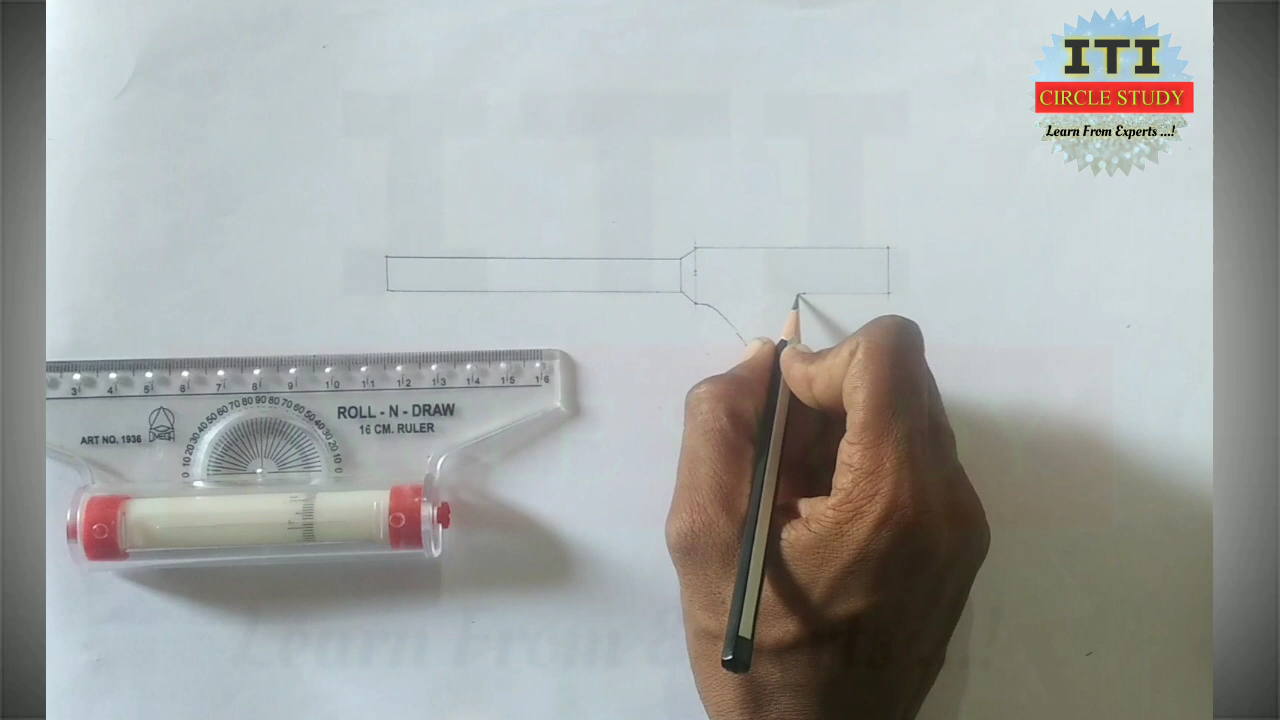 ITI
CIRCLE STUDY
Learn From Experts ...!
3 4 5 6 7 8 9 10 11 12 13 14 15 16
ROLL - N - DRAW
16 CM. RULER
ART NO. 1936
0 10 20 30 40 50 60 70 80 90 80 70 60 50 40 30 20 10 0